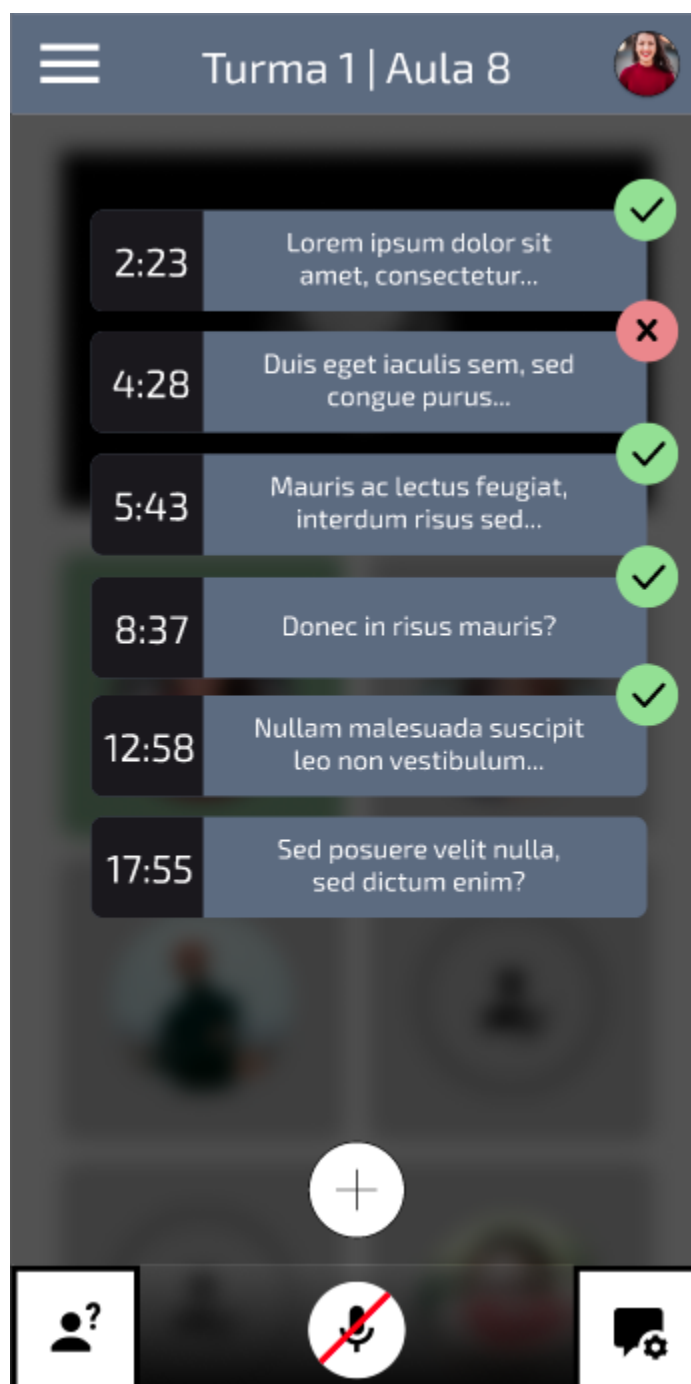 Turma 1 | Aula 8
2:23
Lorem ipsum dolor sit
amet, consectetur...
4:28
Duis eget iaculis sem, sed
congue purus...
5:43
Mauris ac lectus feugiat,
interdum risus sed...
8:37
Donec in risus mauris?
12:58
Nullam malesuada suscipit
leo non vestibulum...
17:55
Sed posuere velit nulla,
sed dictum enim?
?